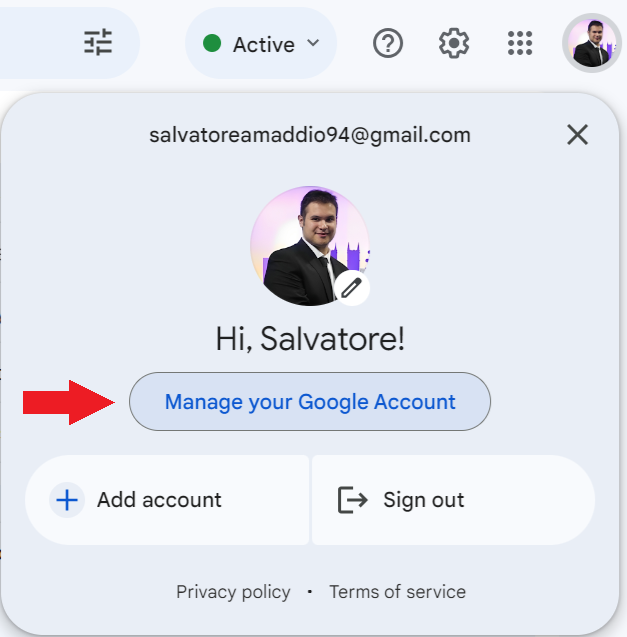 Active
salvatoreamaddio94@gmail.com
Hi, Salvatore!
Manage your Google Account
Add account
Sign out
Privacy policy • Terms of service